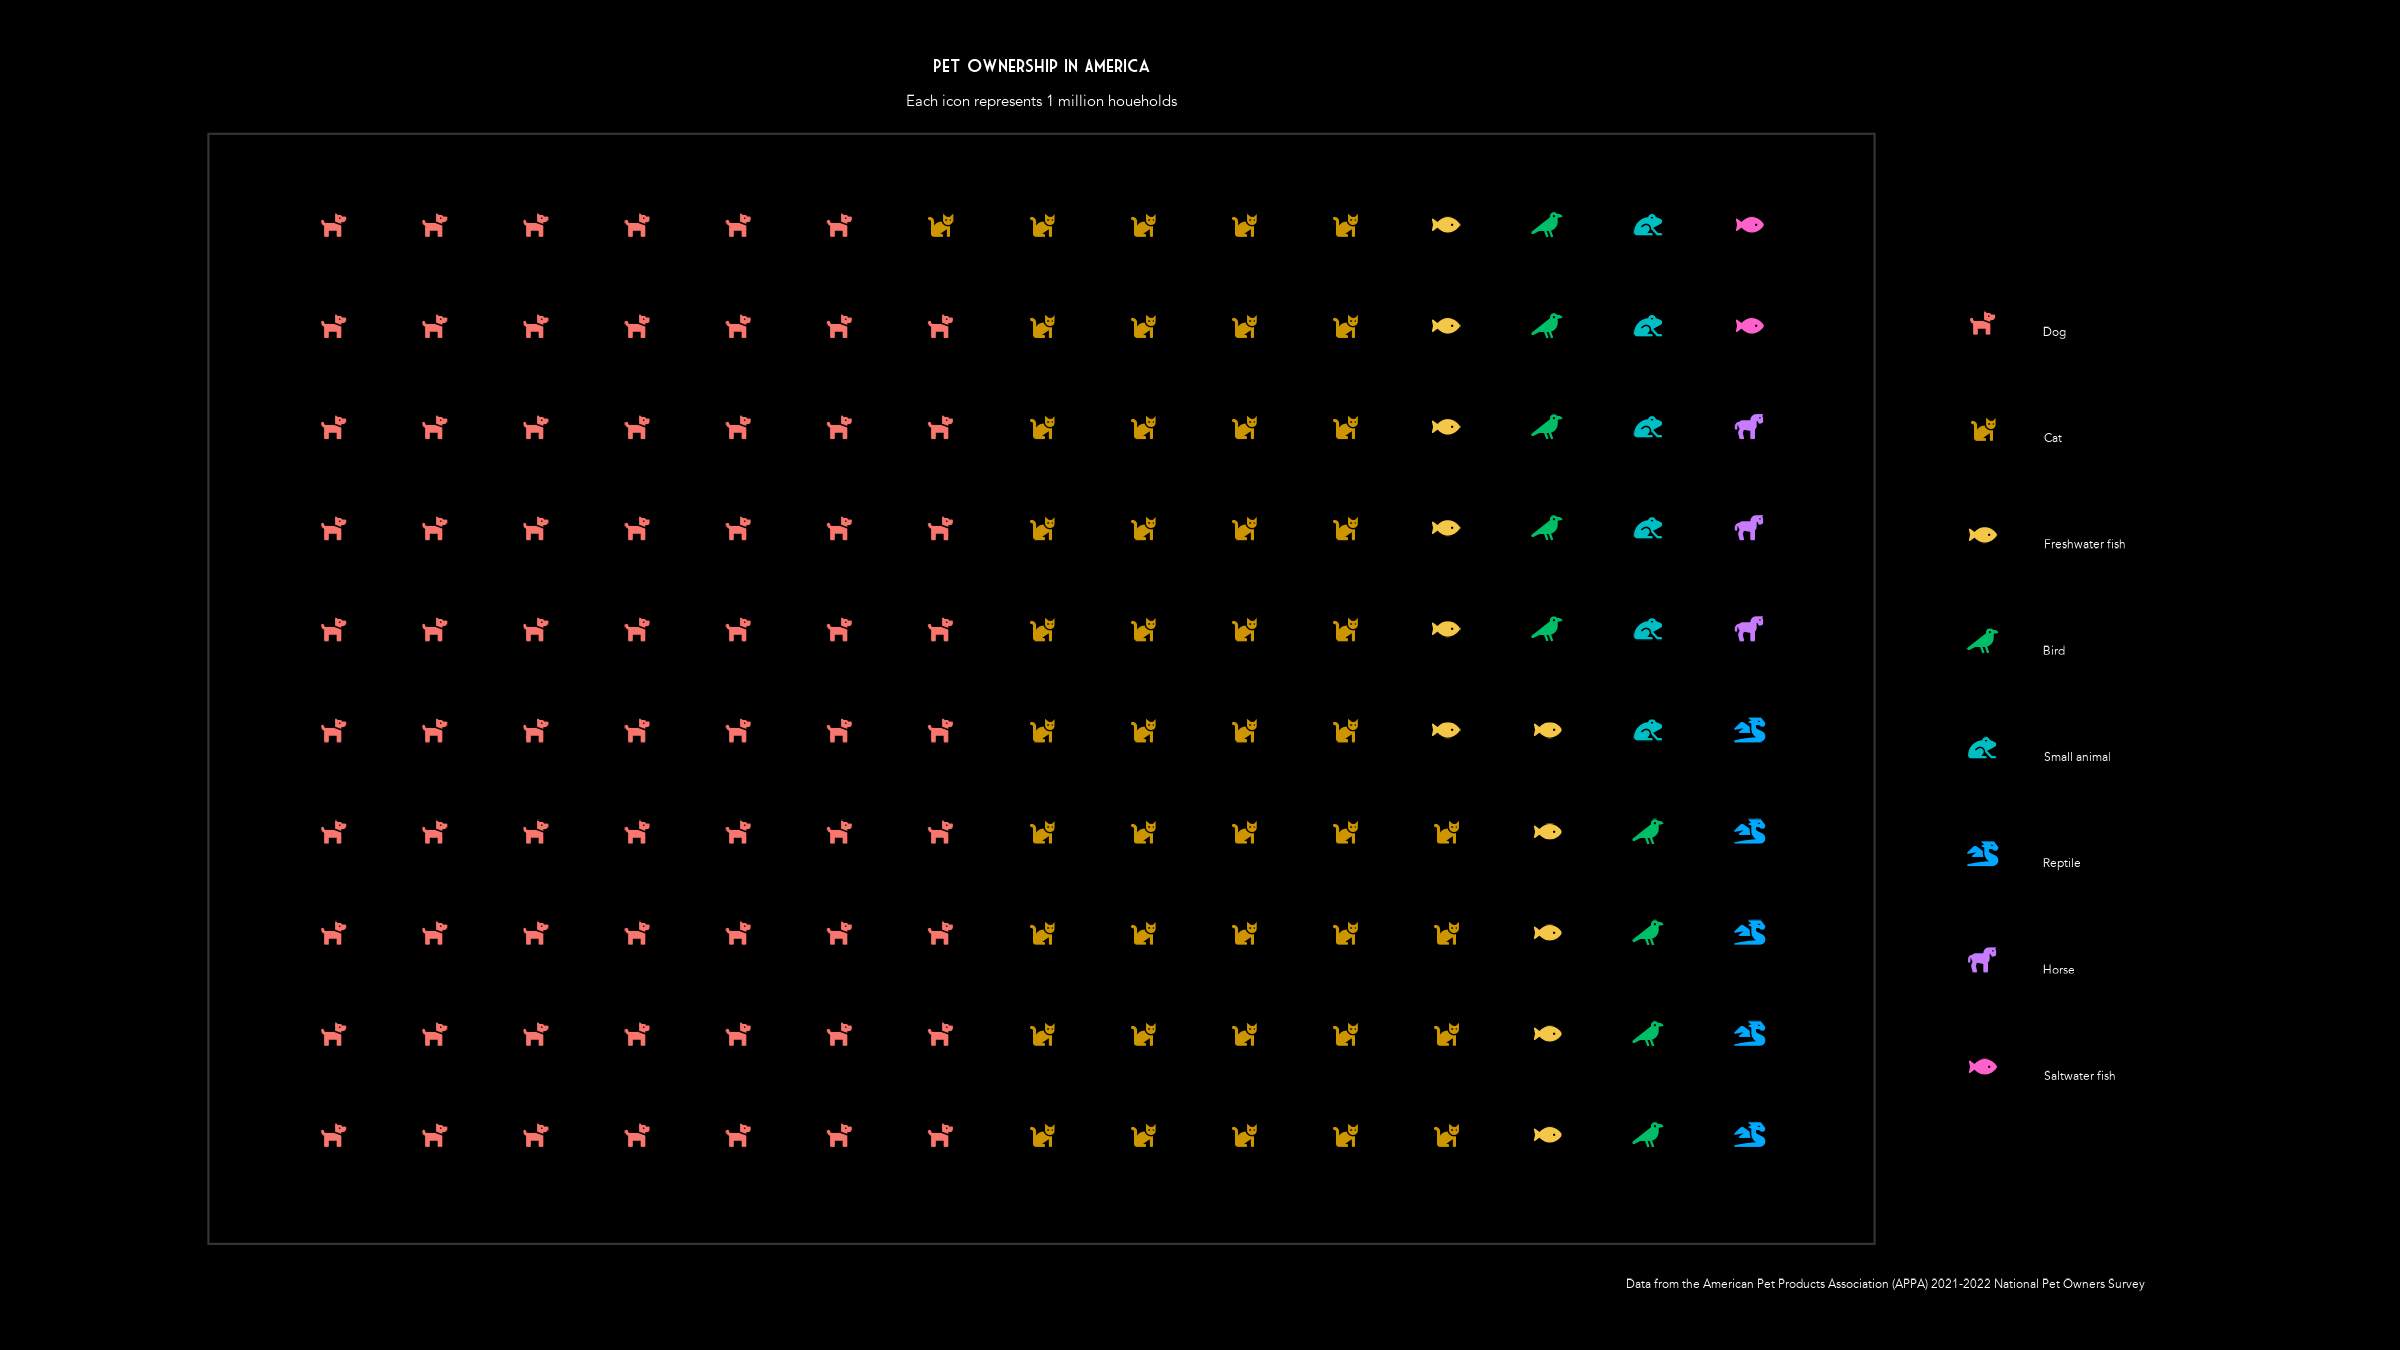 PET OWNERSHIP IN AMERICA
Each icon represents 1 million houeholds
Dog
Cat
Freshwater fish
Bird
Small animal
Reptile
Horse
Saltwater fish
Data from the American Pet Products Association (APPA) 2021-2022 National Pet Owners Survey